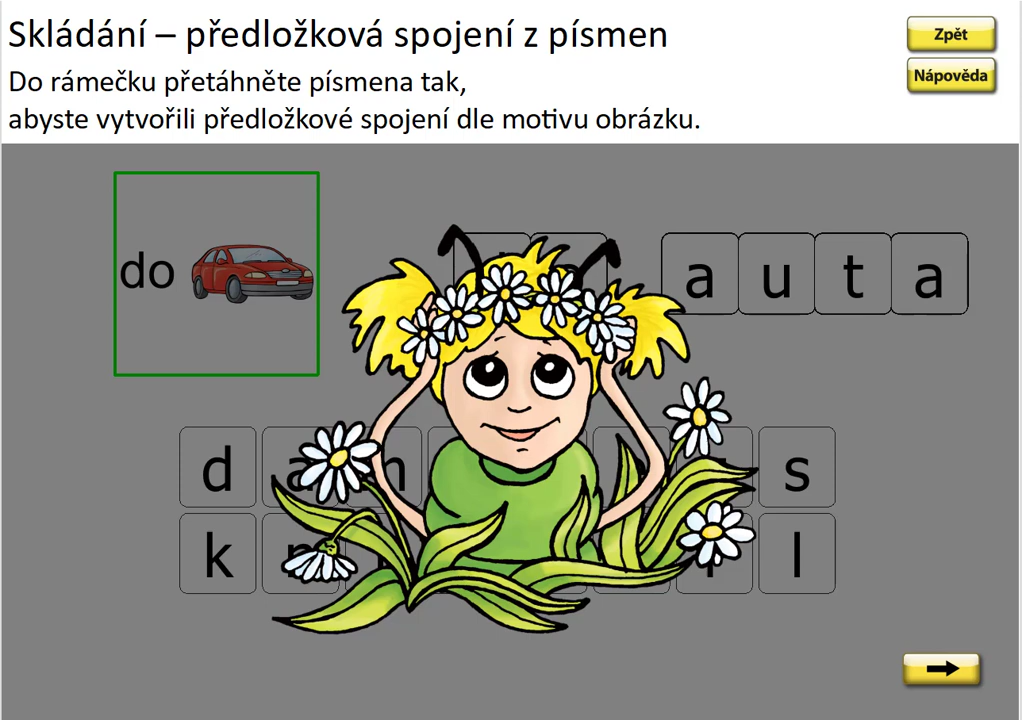 Skládání – předložková spojení z písmen
Zpět
Do rámečku přetáhněte písmena tak,
Nápověda
abyste vytvořili předložkové spojení dle motivu obrázku.
do
a u t a
d a s
k l